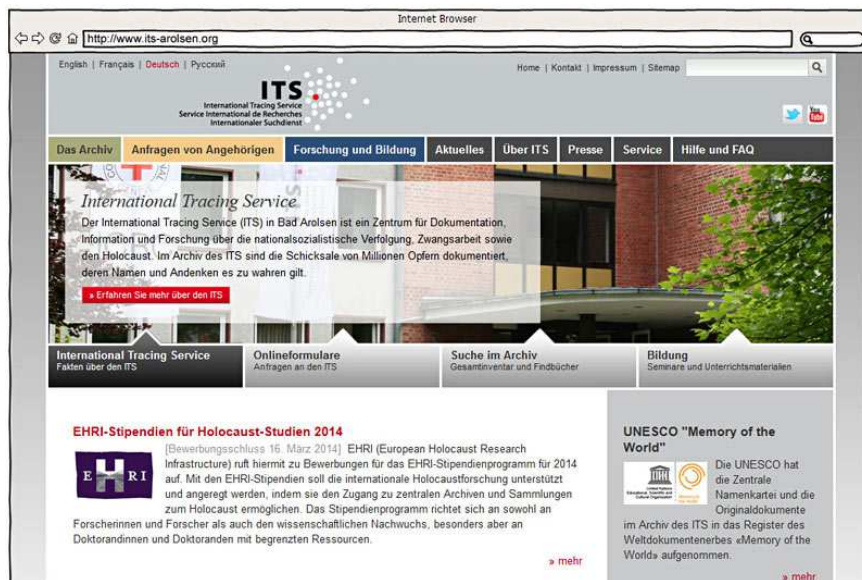 Internet Browser
http://www.its-arolsen.org
English | Français | Deutsch | Русский
Home | Kontakt | Impressum | Sitemap
ITS
International Tracing Service
Service International de Recherches
Internationaler Suchdienst
You
Tube
Das Archiv Anfragen von Angehörigen Forschung und Bildung Aktuelles Über ITS Presse Service Hilfe und FAQ
International Tracing Service
Der International Tracing Service (ITS) in Bad Arolsen ist ein Zentrum für Dokumentation,
Information und Forschung über die nationalsozialistische Verfolgung, Zwangsarbeit sowie
den Holocaust. Im Archiv des ITS sind die Schicksale von Millionen Opfern dokumentiert,
deren Namen und Andenken es zu wahren gilt.
» Erfahren Sie mehr über den ITS
International Tracing Service
Fakten über den ITS
Onlineformulare
Anfragen an den ITS
Suche im Archiv
Gesamtinventar und Findbücher
Bildung
Seminare und Unterrichtsmaterialien
EHRI-Stipendien für Holocaust-Studien 2014
[Bewerbungsschluss 16. März 2014] EHRI (European Holocaust Research
Infrastructure) ruft hiermit zu Bewerbungen für das EHRI-Stipendienprogramm für 2014
auf. Mit den EHRI-Stipendien soll die internationale Holocaustforschung unterstützt
und angeregt werden, indem sie den Zugang zu zentralen Archiven und Sammlungen
zum Holocaust ermöglichen. Das Stipendienprogramm richtet sich an sowohl an
Forscherinnen und Forscher als auch den wissenschaftlichen Nachwuchs, besonders aber an
Doktorandinnen und Doktoranden mit begrenzten Ressourcen.
» mehr
EHRI
UNESCO "Memory of the
World"
Die UNESCO hat
die Zentrale
Namenkartei und die
Originaldokumente
im Archiv des ITS in das Register des
Weltdokumentenerbes «Memory of the
World» aufgenommen.
» mehr